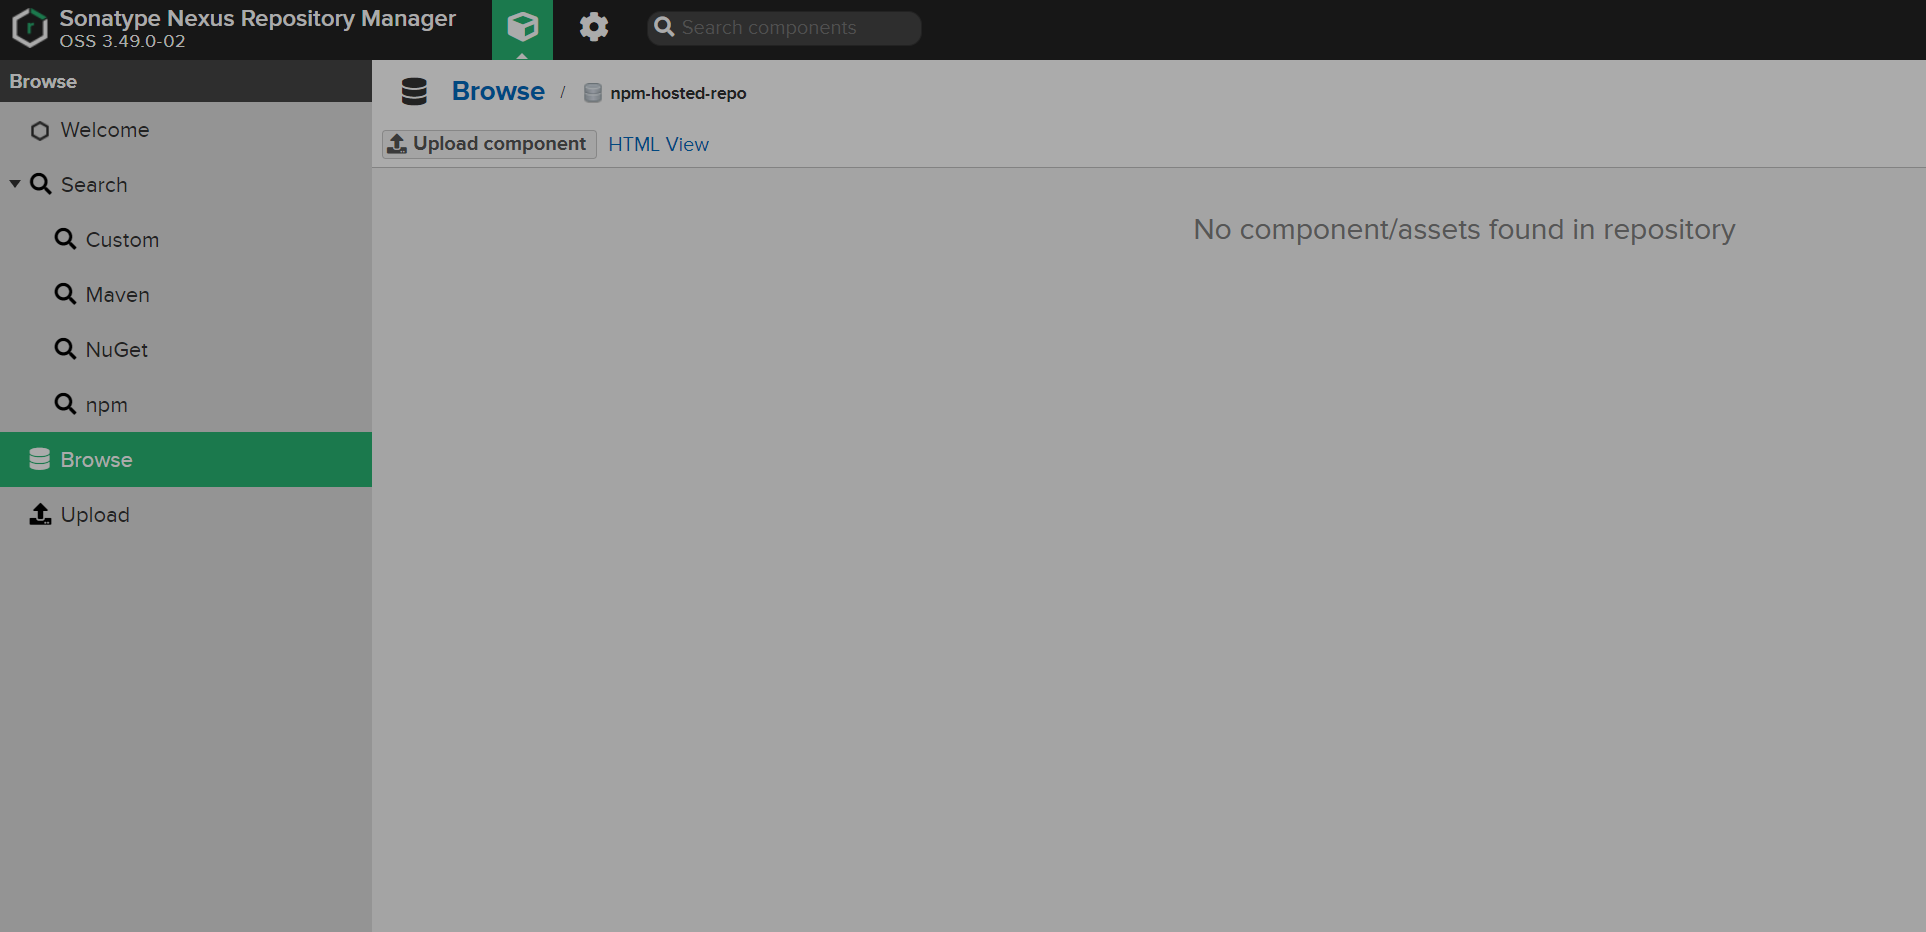 Sonatype Nexus Repository Manager
OSS 3.49.0-02
Search components
Browse
Browse / npm-hosted-repo
Welcome
Upload component HTML View
Search
No component/assets found in repository
Custom
Maven
NuGet
npm
Browse
Upload